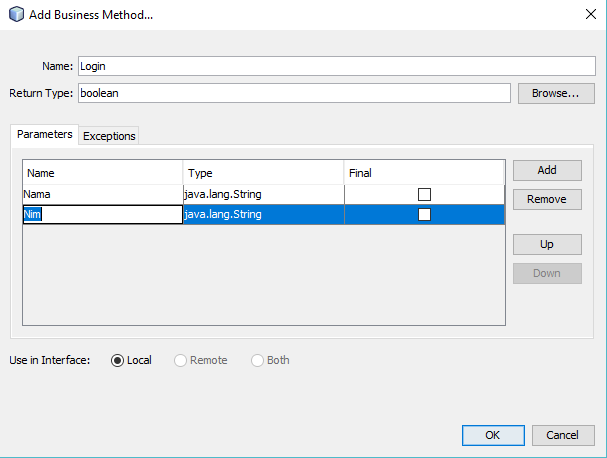 Add Business Method...
Name: Login
Return Type: boolean Browse...
Parameters Exceptions
Name Type Final Add
Nama java.lang.String
Remove
Nim java.lang.String
Up
Down
Use in Interface: Local Remote Both
OK Cancel